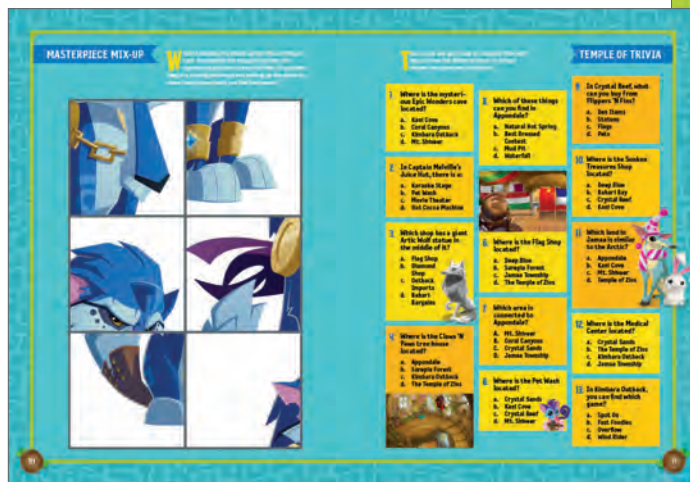 MASTERPIECE MIX-UP
TEMPLE OF TRIVIA
1. Where is the mysteri-
ous Epic Wonders cave
located?
a. Kani Cove
b. Coral Canyons
c. Kimbara Outback
d. Mt. Shiveer
2. In Captain Melville's
Juice Hut, there is a:
a. Karaoke Stage
b. Pet Wash
c. Movie Theater
d. Hot Cocoa Machine
3. Which shop has a giant
Artic Wolf statue in
the middle of it?
a. Flag Shop
b. Diamond
Shop
c. Outback
Imports
d. Bahari
Bargains
4. Where is the Claws 'N
Paws tree house
located?
a. Appondale
b. Sarepia Forest
c. Kimbara Outback
d. The Temple of Zios
5. Which of these things
can you find in
Appondale?
a. Natural Hot Spring
b. Best Dressed
Contest
c. Mud Pit
d. Waterfall
6. Where is the Flag Shop
located?
a. Deep Blue
b. Sarepia Forest
c. Jamaa Township
d. The Temple of Zios
7. Which area is
connected to
Appondale?
a. Mt. Shiveer
b. Coral Canyons
c. Crystal Sands
d. Jamaa Township
8. Where is the Pet Wash
located?
a. Crystal Sands
b. Kani Cove
c. Crystal Reef
d. Mt. Shiveer
9. In Crystal Reef, what
can you buy from
Flippers 'N Fins?
a. Den Items
b. Statues
c. Flags
d. Pets
10. Where is the Sunken
Treasures Shop
located?
a. Deep Blue
b. Bahari Bay
c. Crystal Reef
d. Kani Cove
11. Which land in
Jamaa is similar
to the Arctic?
a. Appondale
b. Kani Cove
c. Mt. Shiveer
d. Temple of Zios
12. Where is the Medical
Center located?
a. Crystal Sands
b. The Temple of Zios
c. Kimbara Outback
d. Jamaa Township
13. In Kimbara Outback,
you can find which
game?
a. Spot On
b. Fast Foodies
c. Overflow
d. Wind Rider